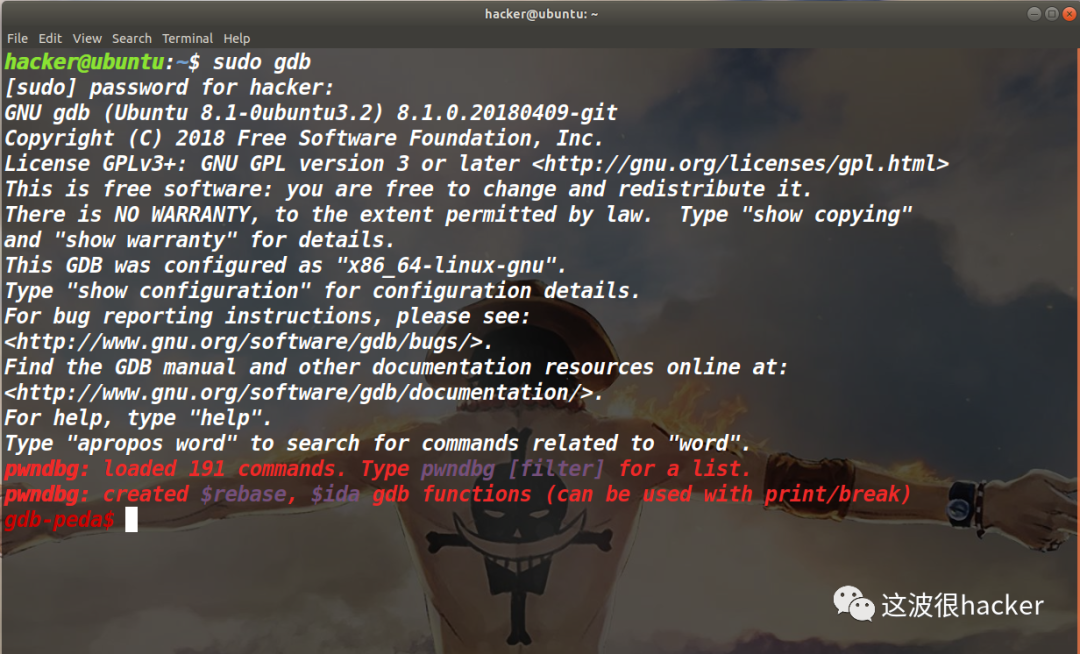 hacker@ubuntu: ~
File Edit View Search Terminal Help
hacker@ubuntu:~$ sudo gdb
[sudo] password for hacker:
GNU gdb (Ubuntu 8.1-0ubuntu3.2) 8.1.0.20180409-git
Copyright (C) 2018 Free Software Foundation, Inc.
License GPLv3+: GNU GPL version 3 or later <http://gnu.org/licenses/gpl.html>
This is free software: you are free to change and redistribute it.
There is NO WARRANTY, to the extent permitted by law.  Type "show copying"
and "show warranty" for details.
This GDB was configured as "x86_64-linux-gnu".
Type "show configuration" for configuration details.
For bug reporting instructions, please see:
<http://www.gnu.org/software/gdb/bugs/>.
Find the GDB manual and other documentation resources online at:
<http://www.gnu.org/software/gdb/documentation/>.
For help, type "help".
Type "apropos word" to search for commands related to "word".
pwndbg: loaded 191 commands. Type pwndbg [filter] for a list.
pwndbg: created $rebase, $ida gdb functions (can be used with print/break)
gdb-peda$
这波很hacker